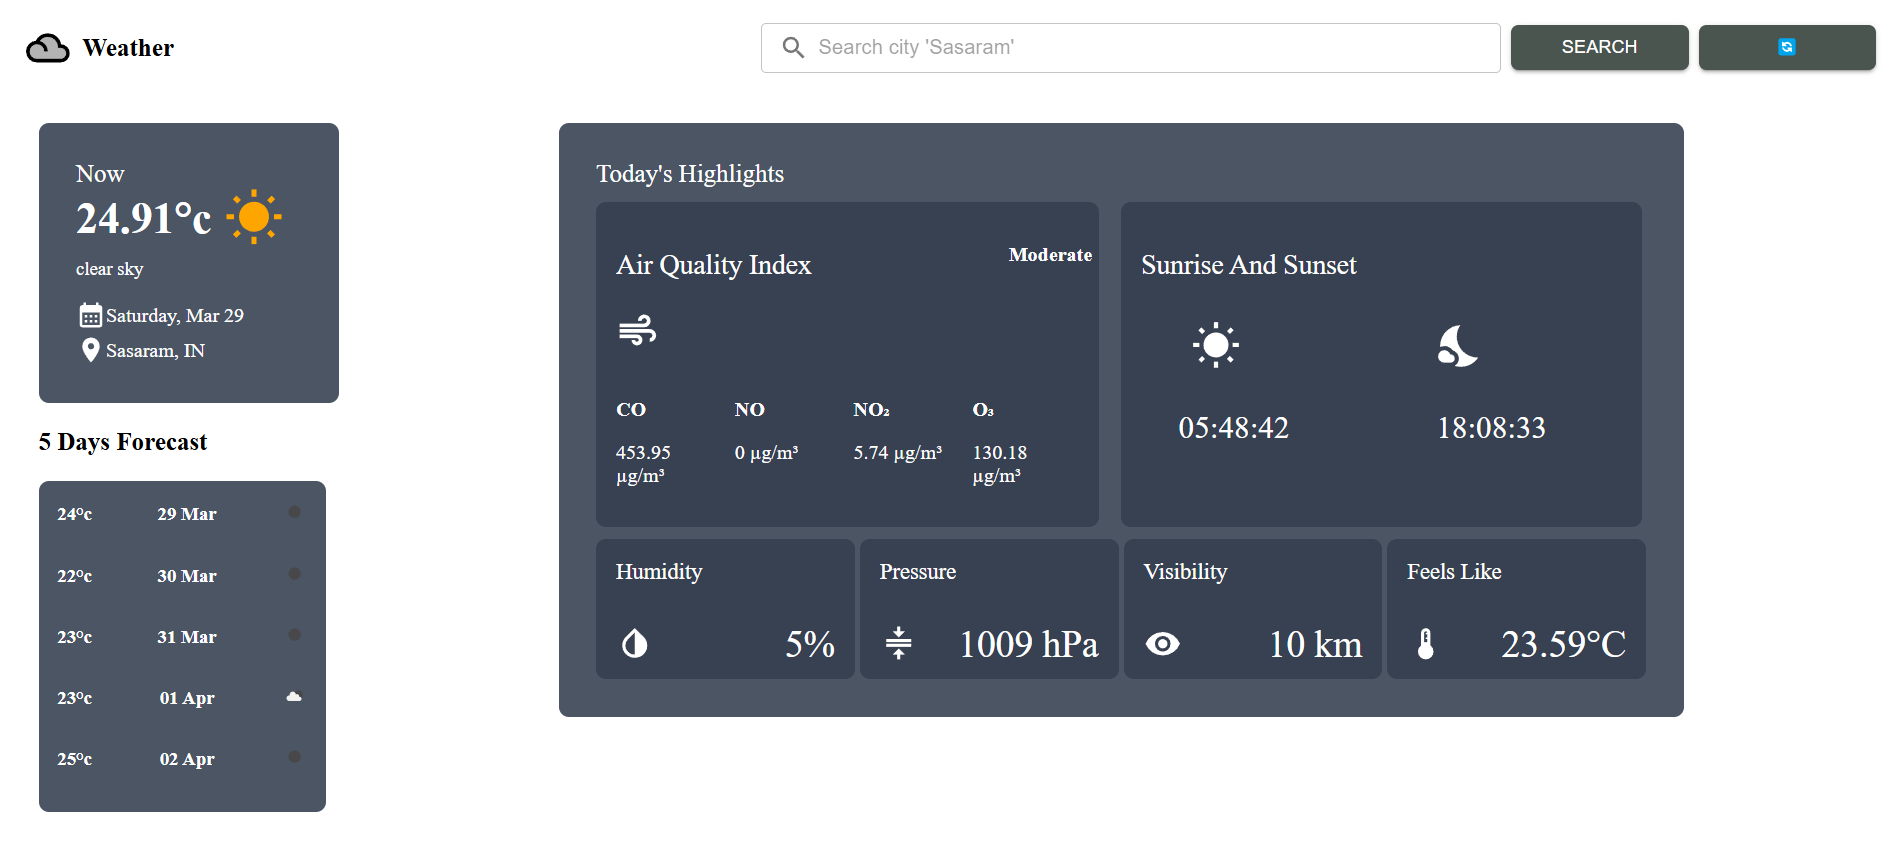 Weather
Search city 'Sasaram'
SEARCH
Now
24.91°c
clear sky
Saturday, Mar 29
Sasaram, IN
5 Days Forecast
24°c 29 Mar
22°c 30 Mar
23°c 31 Mar
23°c 01 Apr
25°c 02 Apr
Today's Highlights
Air Quality Index
Moderate
CO NO NO₂ O₃
453.95 0 µg/m³ 5.74 µg/m³ 130.18
µg/m³ µg/m³
Sunrise And Sunset
05:48:42 18:08:33
Humidity
5%
Pressure
1009 hPa
Visibility
10 km
Feels Like
23.59°C